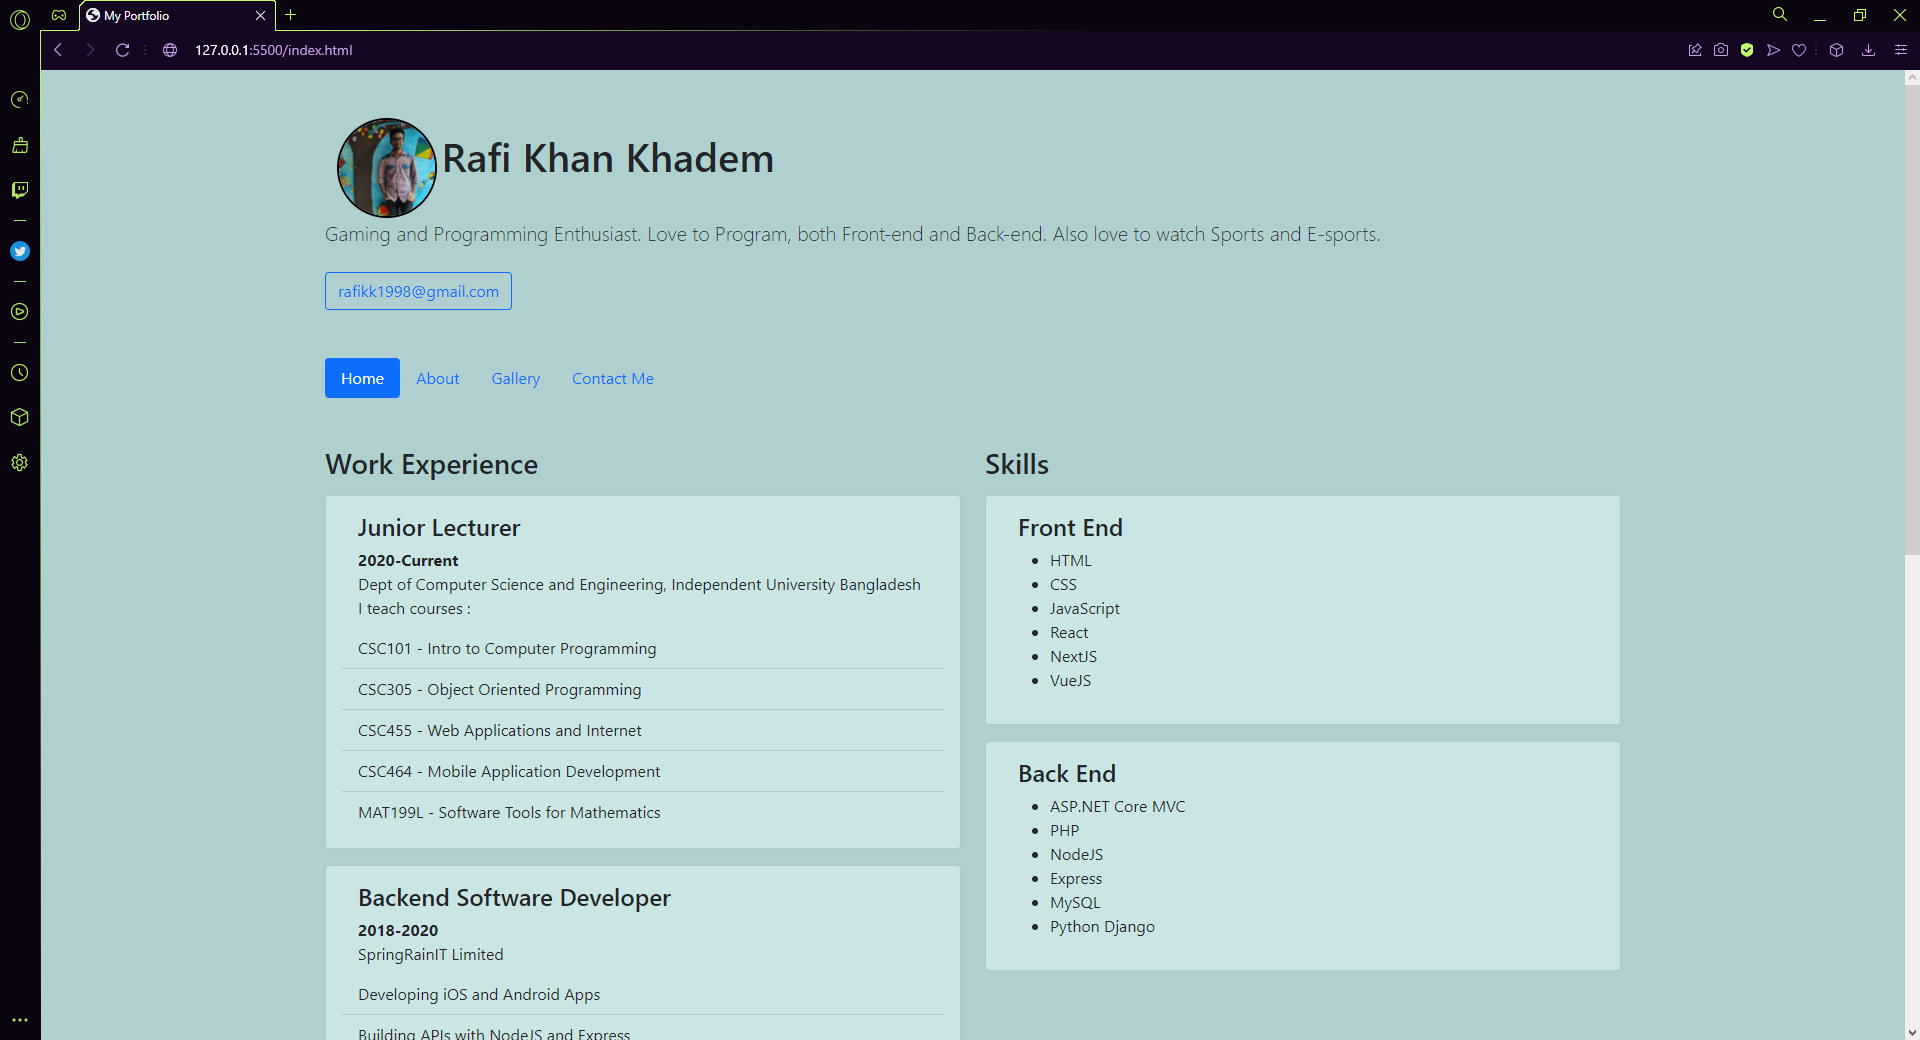 My Portfolio
127.0.0.1:5500/index.html
Rafi Khan Khadem
Gaming and Programming Enthusiast. Love to Program, both Front-end and Back-end. Also love to watch Sports and E-sports.
rafikk1998@gmail.com
Home About Gallery Contact Me
Work Experience
Junior Lecturer
2020-Current
Dept of Computer Science and Engineering, Independent University Bangladesh
I teach courses :
CSC101 - Intro to Computer Programming
CSC305 - Object Oriented Programming
CSC455 - Web Applications and Internet
CSC464 - Mobile Application Development
MAT199L - Software Tools for Mathematics
Backend Software Developer
2018-2020
SpringRainIT Limited
Developing iOS and Android Apps
Building APIs with NodeJS and Express
Skills
Front End
HTML
CSS
JavaScript
React
NextJS
VueJS
Back End
ASP.NET Core MVC
PHP
NodeJS
Express
MySQL
Python Django